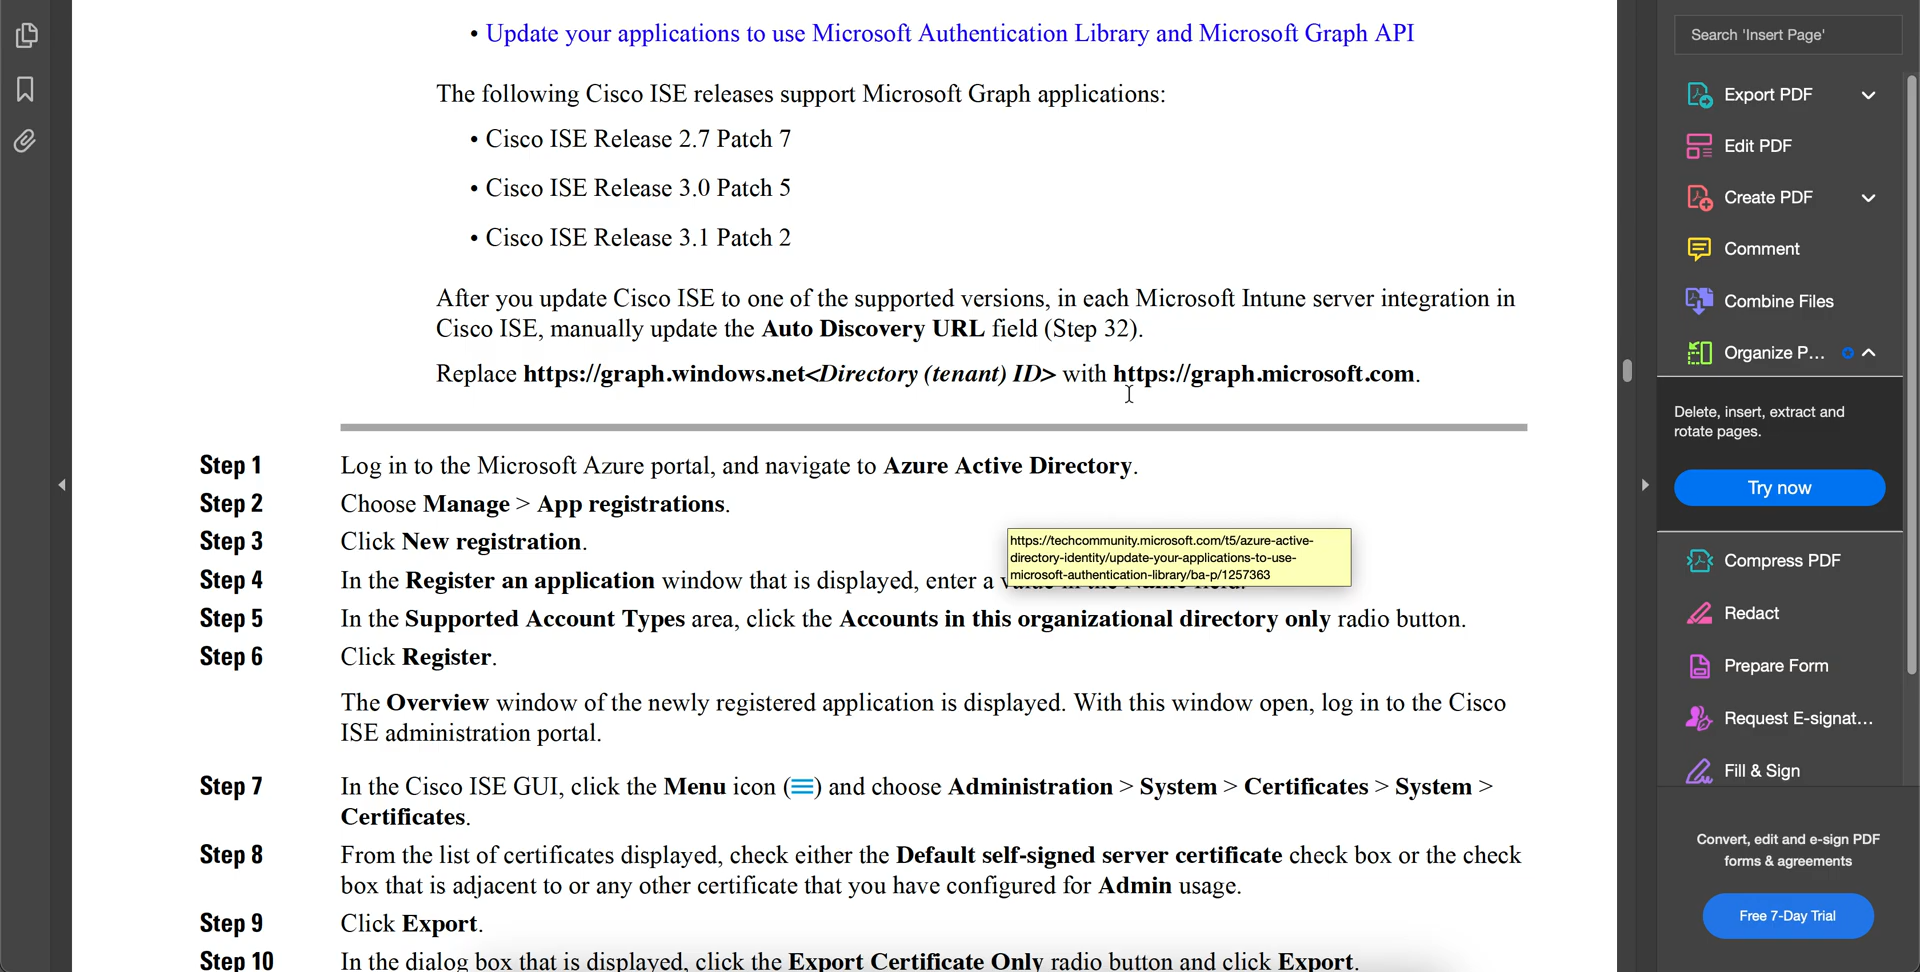 • Update your applications to use Microsoft Authentication Library and Microsoft Graph API
The following Cisco ISE releases support Microsoft Graph applications:
• Cisco ISE Release 2.7 Patch 7
• Cisco ISE Release 3.0 Patch 5
• Cisco ISE Release 3.1 Patch 2
After you update Cisco ISE to one of the supported versions, in each Microsoft Intune server integration in
Cisco ISE, manually update the Auto Discovery URL field (Step 32).
Replace https://graph.windows.net<Directory (tenant) ID> with https://graph.microsoft.com.
Step 1 Log in to the Microsoft Azure portal, and navigate to Azure Active Directory.
Step 2 Choose Manage > App registrations.
Step 3 Click New registration.
https://techcommunity.microsoft.com/t5/azure-active-
directory-identity/update-your-applications-to-use-
microsoft-authentication-library/ba-p/1257363
Step 4 In the Register an application window that is displayed, enter a
Step 5 In the Supported Account Types area, click the Accounts in this organizational directory only radio button.
Step 6 Click Register.
The Overview window of the newly registered application is displayed. With this window open, log in to the Cisco
ISE administration portal.
Step 7 In the Cisco ISE GUI, click the Menu icon (☰) and choose Administration > System > Certificates > System >
Certificates.
Step 8 From the list of certificates displayed, check either the Default self-signed server certificate check box or the check
box that is adjacent to or any other certificate that you have configured for Admin usage.
Step 9 Click Export.
Step 10 In the dialog box that is displayed, click the Export Certificate Only radio button and click Export.
Search 'Insert Page'
Export PDF
Edit PDF
Create PDF
Comment
Combine Files
Organize P...
Delete, insert, extract and
rotate pages.
Try now
Compress PDF
Redact
Prepare Form
Request E-signat...
Fill & Sign
Convert, edit and e-sign PDF
forms & agreements
Free 7-Day Trial